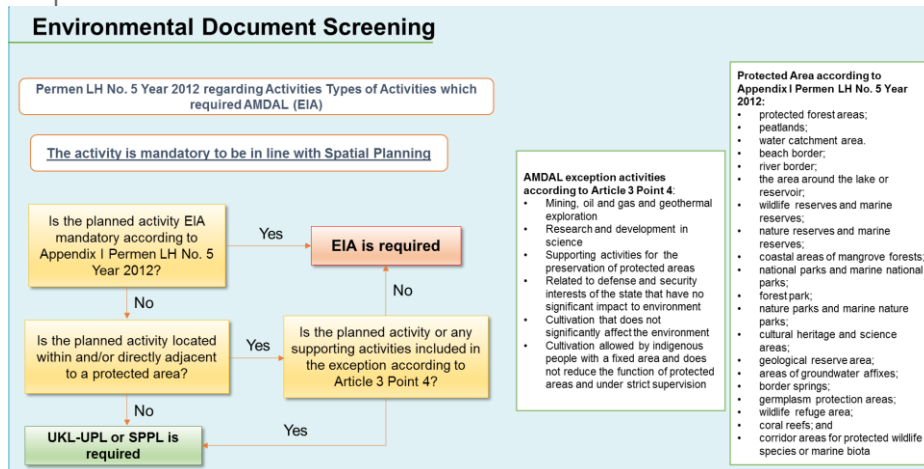 Environmental Document Screening
Permen LH No. 5 Year 2012 regarding Activities Types of Activities which
required AMDAL (EIA)
The activity is mandatory to be in line with Spatial Planning
Is the planned activity EIA
mandatory according to
Appendix I Permen LH No. 5
Year 2012?
Yes
EIA is required
No
No
Is the planned activity located
within and/or directly adjacent
to a protected area?
Yes
Is the planned activity or any
supporting activities included in
the exception according to
Article 3 Point 4?
No
Yes
UKL-UPL or SPPL is
required
AMDAL exception activities
according to Article 3 Point 4:
• Mining, oil and gas and geothermal
exploration
• Research and development in
science
• Supporting activities for the
preservation of protected areas
• Related to defense and security
interests of the state that have no
significant impact to environment
• Cultivation that does not
significantly affect the environment
• Cultivation allowed by indigenous
people with a fixed area and does
not reduce the function of protected
areas and under strict supervision
Protected Area according to
Appendix I Permen LH No. 5 Year
2012:
• protected forest areas;
• peatlands;
• water catchment area.
• beach border;
• river border;
• the area around the lake or
reservoir;
• wildlife reserves and marine
reserves;
• nature reserves and marine
reserves;
• coastal areas of mangrove forests;
• national parks and marine national
parks;
• forest park;
• nature parks and marine nature
parks;
• cultural heritage and science
areas;
• geological reserve area;
• areas of groundwater affixes;
• border springs;
• germplasm protection areas;
• wildlife refuge area;
• coral reefs; and
• corridor areas for protected wildlife
species or marine biota